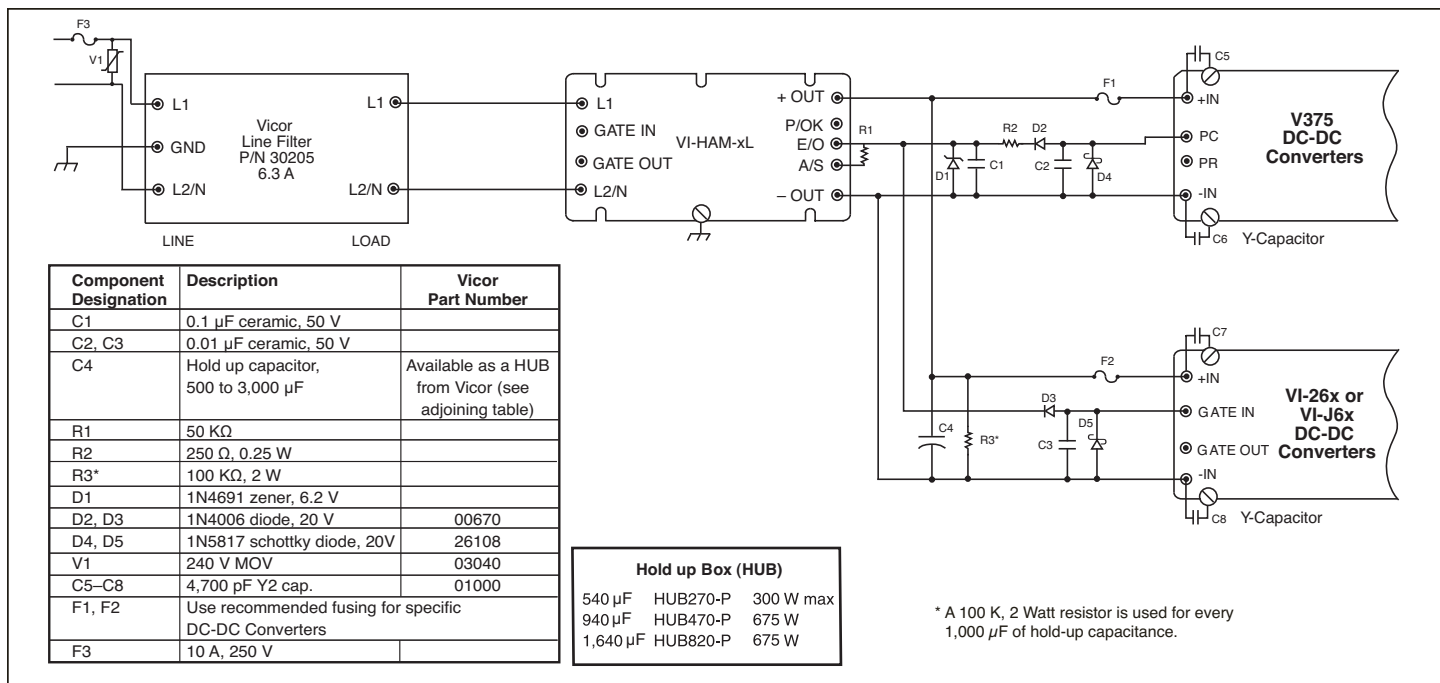 F3
V1
L1
GND
L2/N
Vicor
Line Filter
P/N 30205
6.3 A
L1
L2/N
LINE
LOAD
L1
GATE IN
GATE OUT
L2/N
VI-HAM-xL
+ OUT
P/OK
E/O
A/S
– OUT
R1
D1
C1
R2
D2
C2
D4
F1
C5
+IN
PC
PR
-IN
V375
DC-DC
Converters
C6
Y-Capacitor
C4
R3*
F2
D3
C3
D5
C7
+IN
GATE IN
GATE OUT
-IN
VI-26x or
VI-J6x
DC-DC
Converters
C8
Y-Capacitor
Component Designation Description Vicor Part Number
C1 0.1 µF ceramic, 50 V
C2, C3 0.01 µF ceramic, 50 V
C4 Hold up capacitor, 500 to 3,000 µF Available as a HUB from Vicor (see adjoining table)
R1 50 KΩ
R2 250 Ω, 0.25 W
R3* 100 KΩ, 2 W
D1 1N4691 zener, 6.2 V
D2, D3 1N4006 diode, 20 V 00670
D4, D5 1N5817 schottky diode, 20V 26108
V1 240 V MOV 03040
C5–C8 4,700 pF Y2 cap. 01000
F1, F2 Use recommended fusing for specific DC-DC Converters
F3 10 A, 250 V
Hold up Box (HUB)
540 µF HUB270-P 300 W max
940 µF HUB470-P 675 W
1,640 µF HUB820-P 675 W
* A 100 K, 2 Watt resistor is used for every
1,000 µF of hold-up capacitance.